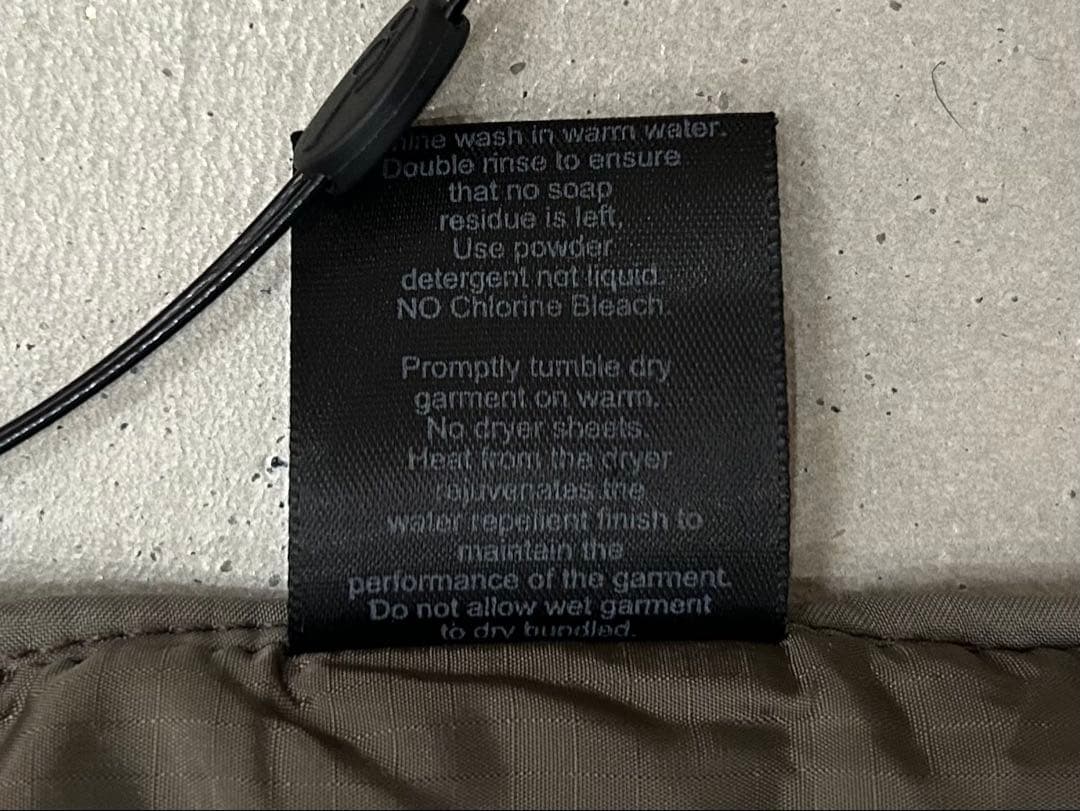 wash in warm water.
Double rinse to ensure
that no soap
residue is left,
Use powder
detergent not liquid.
NO Chlorine Bleach.
Promptly tumble dry
garment on warm.
No dryer sheets.
Heat from the dryer
rejuvenates the
water repellent finish to
maintain the
performance of the garment.
Do not allow wet garment
to dry bundled.